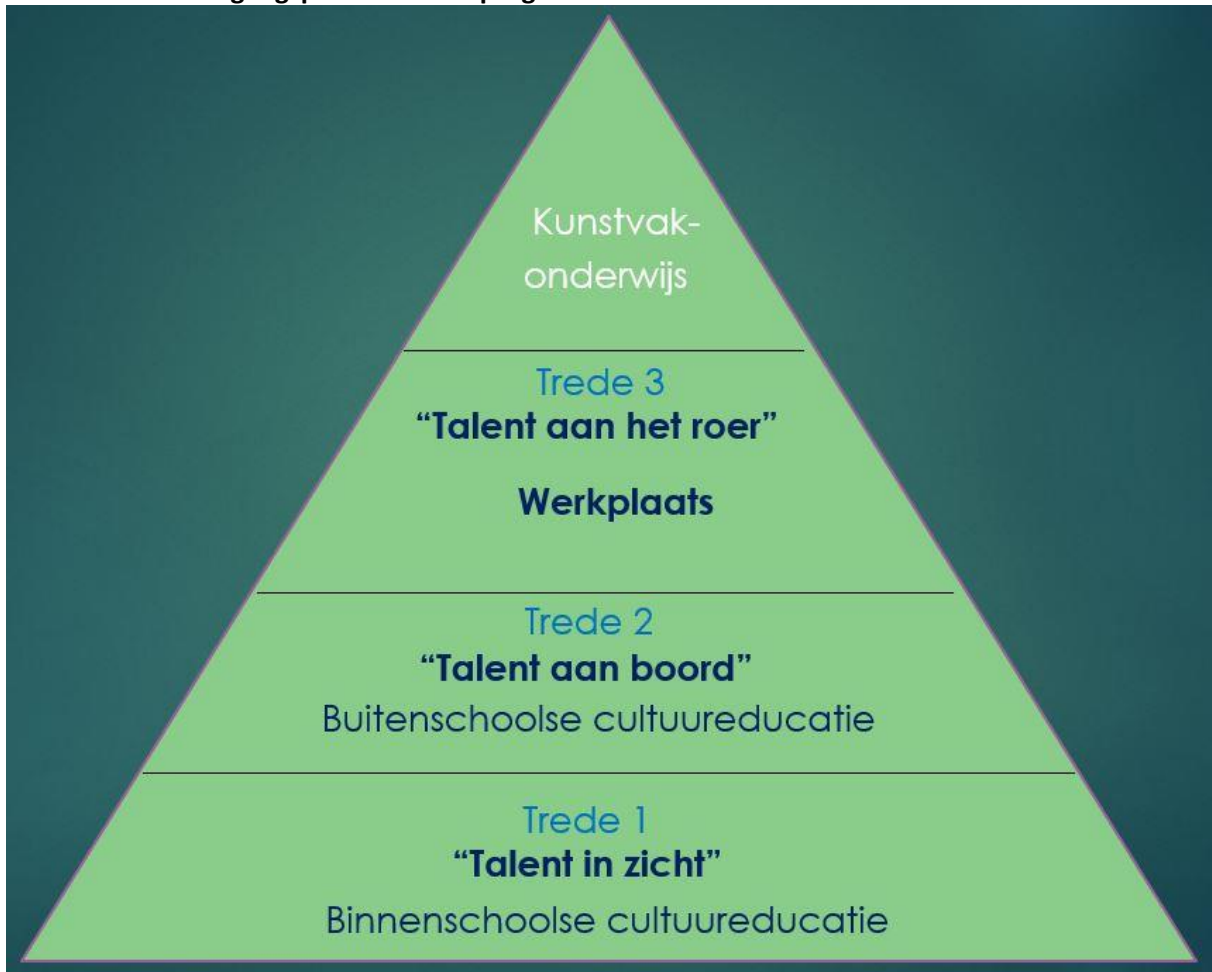 Kunstvak-
onderwijs
Trede 3
“Talent aan het roer”
Werkplaats
Trede 2
“Talent aan boord”
Buitenschoolse cultuureducatie
Trede 1
“Talent in zicht”
Binnenschoolse cultuureducatie